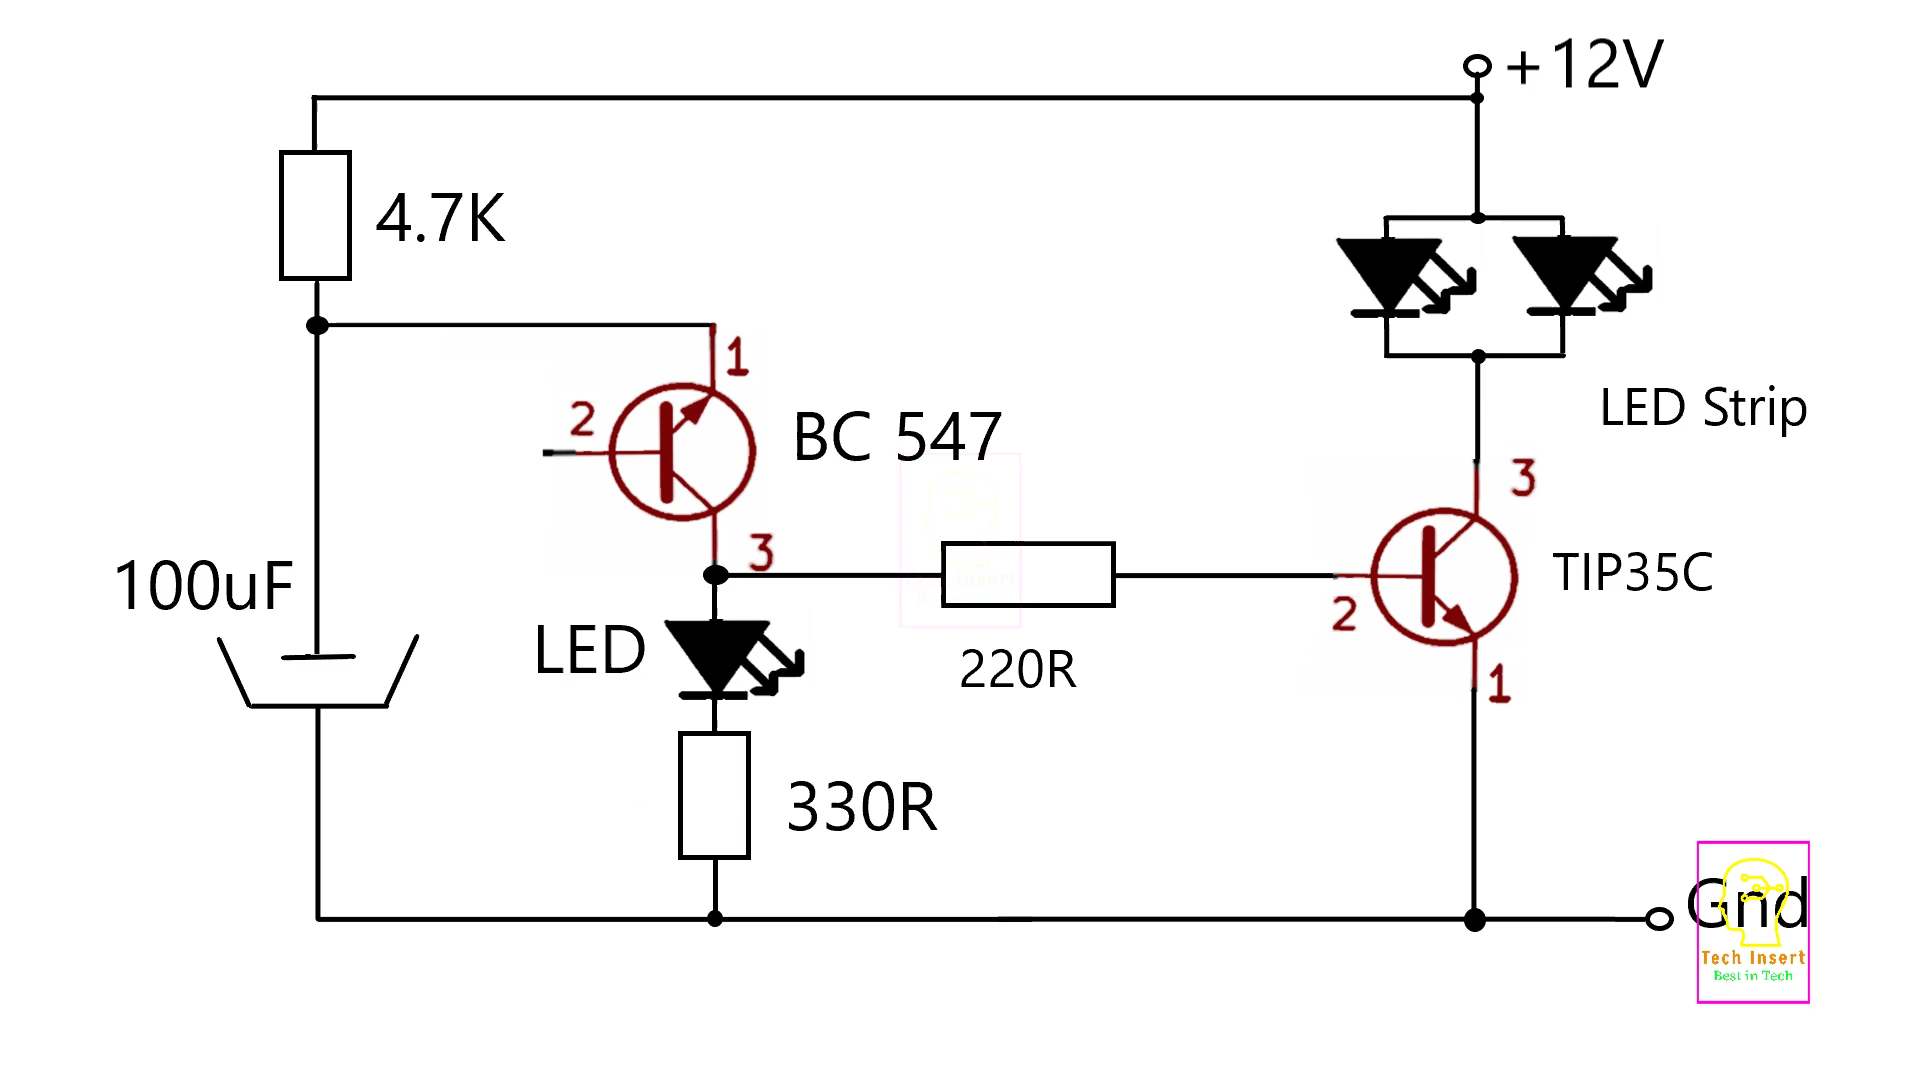 +12V
4.7K
1
2
BC 547
LED Strip
3
3
100uF
TIP35C
2
LED
220R
1
330R
Gnd
Tech Insert
Best in Tech